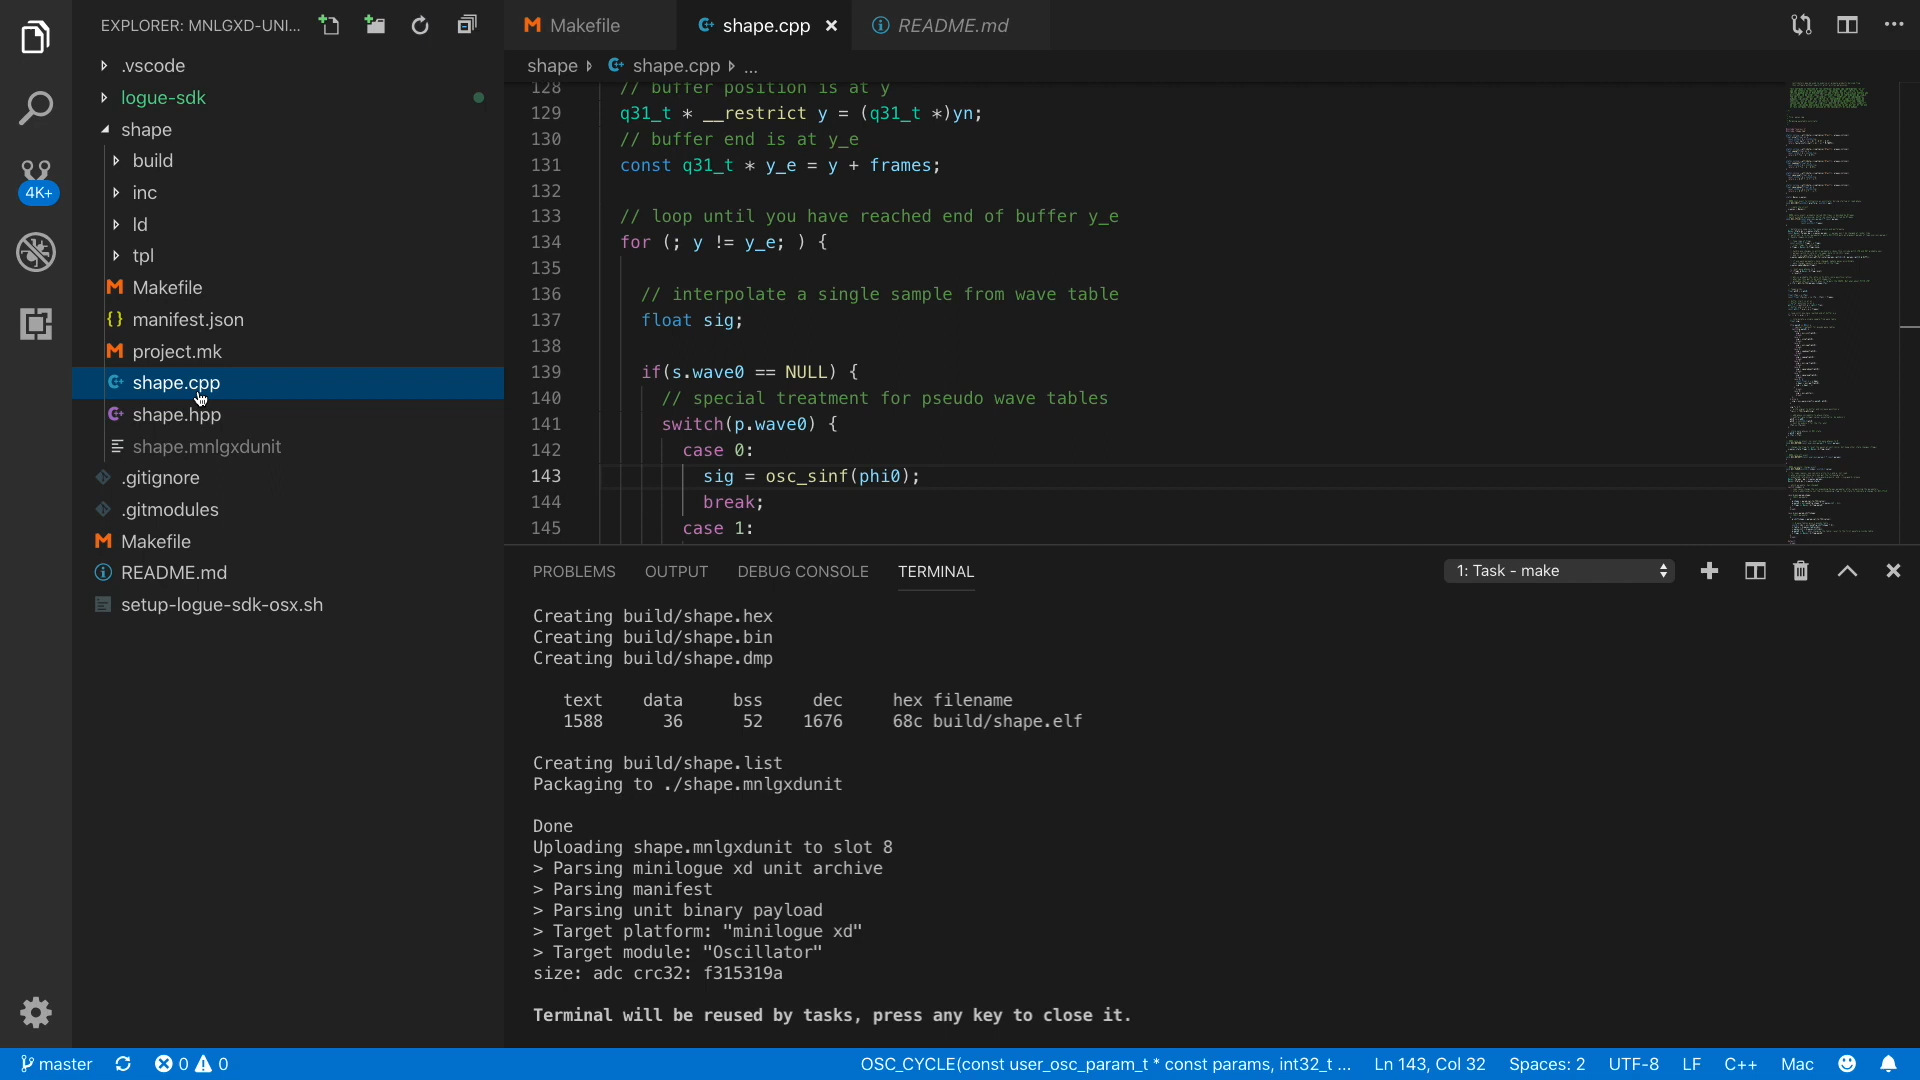 EXPLORER: MNLGXD-UNI...
.vscode
logue-sdk
shape
build
inc
ld
tpl
Makefile
{} manifest.json
project.mk
shape.cpp
shape.hpp
shape.mnlgxdunit
.gitignore
.gitmodules
Makefile
README.md
setup-logue-sdk-osx.sh
4K+
Makefile
shape.cpp
README.md
shape shape.cpp ...
128 // buffer position is at y
129 q31_t * __restrict y = (q31_t *)yn;
130 // buffer end is at y_e
131 const q31_t * y_e = y + frames;
132
133 // loop until you have reached end of buffer y_e
134 for (; y != y_e; ) {
135
136 // interpolate a single sample from wave table
137 float sig;
138
139 if(s.wave0 == NULL) {
140 // special treatment for pseudo wave tables
141 switch(p.wave0) {
142 case 0:
143 sig = osc_sinf(phi0);
144 break;
145 case 1:
PROBLEMS OUTPUT DEBUG CONSOLE TERMINAL 1: Task - make
Creating build/shape.hex
Creating build/shape.bin
Creating build/shape.dmp
text data bss dec hex filename
1588 36 52 1676 68c build/shape.elf
Creating build/shape.list
Packaging to ./shape.mnlgxdunit
Done
Uploading shape.mnlgxdunit to slot 8
> Parsing minilogue xd unit archive
> Parsing manifest
> Parsing unit binary payload
> Target platform: "minilogue xd"
> Target module: "Oscillator"
size: adc crc32: f315319a
Terminal will be reused by tasks, press any key to close it.
master 0 0 OSC_CYCLE(const user_osc_param_t * const params, int32_t ... Ln 143, Col 32 Spaces: 2 UTF-8 LF C++ Mac